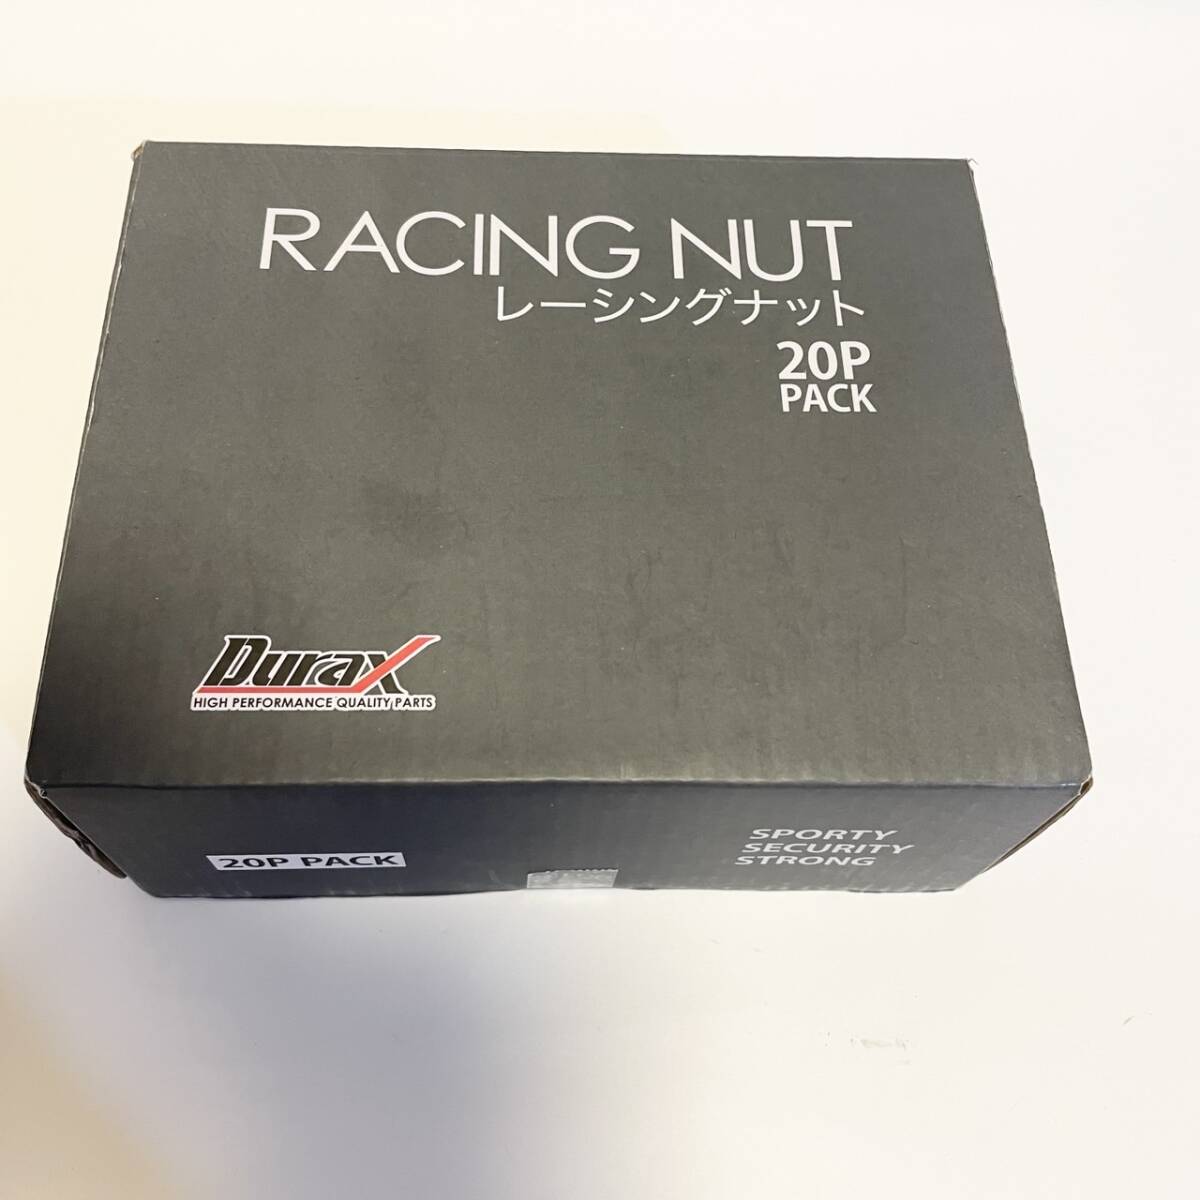 RACING NUT
レーシングナット
20P
PACK
Durax
HIGH PERFORMANCE QUALITY PARTS
20P PACK
SPORTY
SECURITY
STRONG